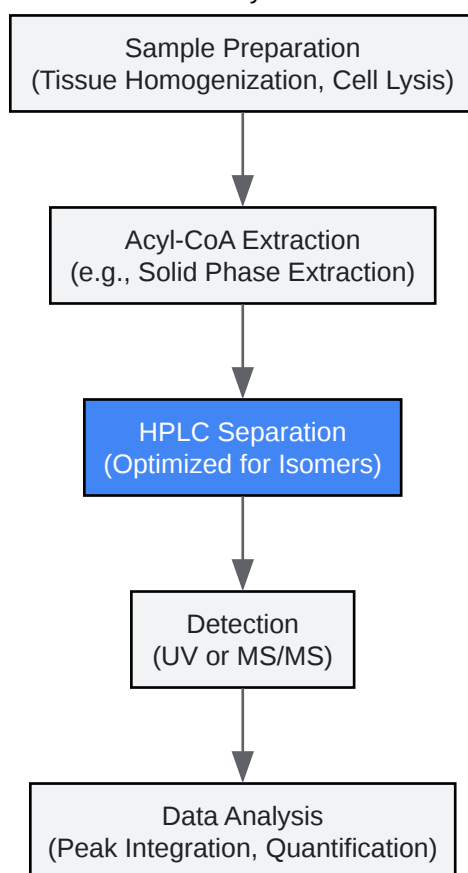 Sample Preparation
(Tissue Homogenization, Cell Lysis)
Acyl-CoA Extraction
(e.g., Solid Phase Extraction)
HPLC Separation
(Optimized for Isomers)
Detection
(UV or MS/MS)
Data Analysis
(Peak Integration, Quantification)